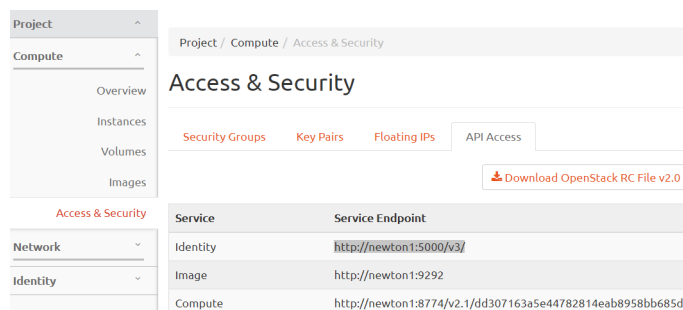 Project
Compute
Overview
Instances
Volumes
Images
Access & Security
Network
Identity
Project / Compute / Access & Security
Access & Security
Security Groups Key Pairs Floating IPs API Access
Download OpenStack RC File v2.0
Service Service Endpoint
Identity http://newton1:5000/v3/
Image http://newton1:9292
Compute http://newton1:8774/v2.1/dd307163a5e44782814eab8958bb685d